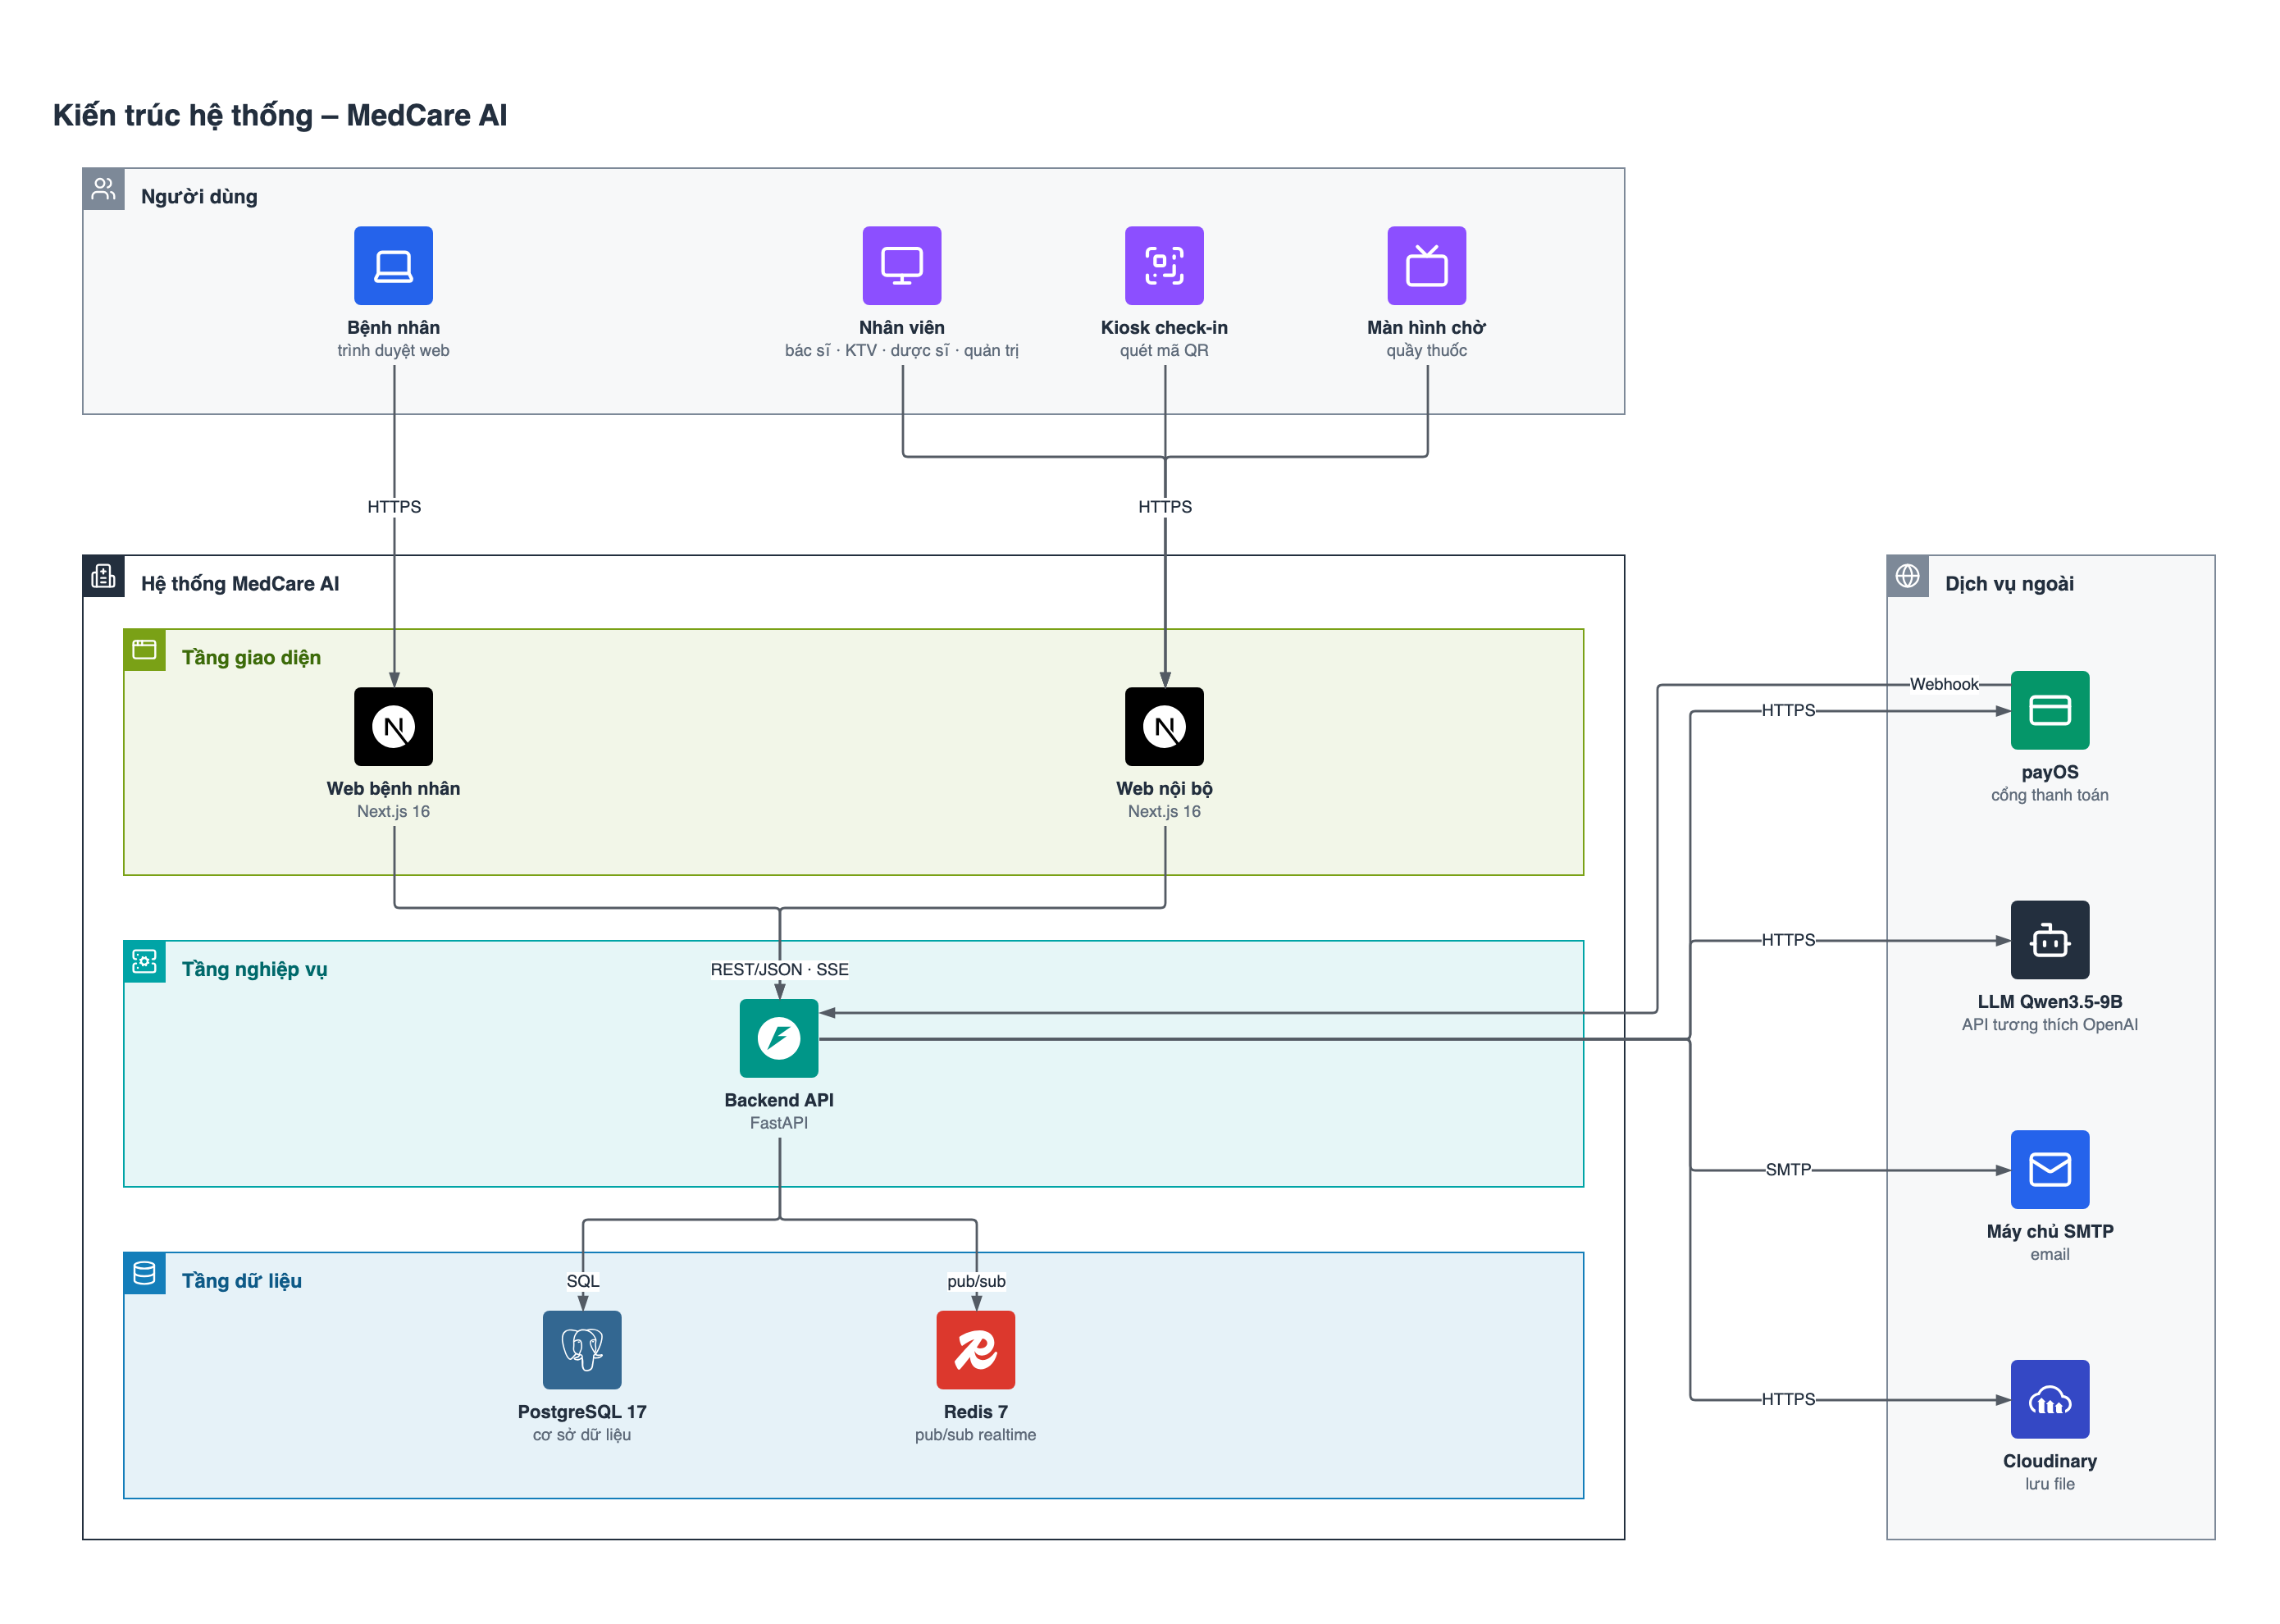 Kiến trúc hệ thống – MedCare AI
Người dùng
Bệnh nhân
trình duyệt web
Nhân viên
bác sĩ · KTV · dược sĩ · quản trị
Kiosk check-in
quét mã QR
Màn hình chờ
quầy thuốc
HTTPS
HTTPS
Hệ thống MedCare AI
Tầng giao diện
Web bệnh nhân
Next.js 16
Web nội bộ
Next.js 16
Tầng nghiệp vụ
REST/JSON · SSE
Backend API
FastAPI
Tầng dữ liệu
SQL
pub/sub
PostgreSQL 17
cơ sở dữ liệu
Redis 7
pub/sub realtime
Dịch vụ ngoài
Webhook
HTTPS
payOS
cổng thanh toán
HTTPS
LLM Qwen3.5-9B
API tương thích OpenAI
SMTP
Máy chủ SMTP
email
HTTPS
Cloudinary
lưu file